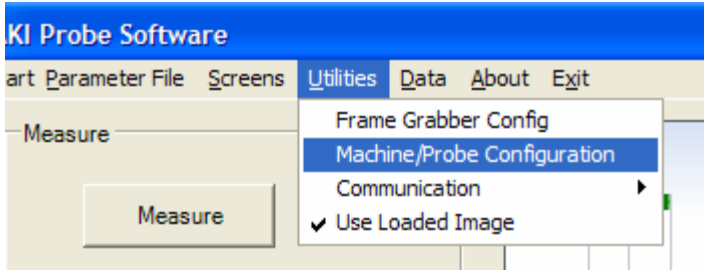 KI Probe Software
art Parameter File Screens Utilities Data About Exit
Measure
Frame Grabber Config
Machine/Probe Configuration
Communication
Measure
Use Loaded Image